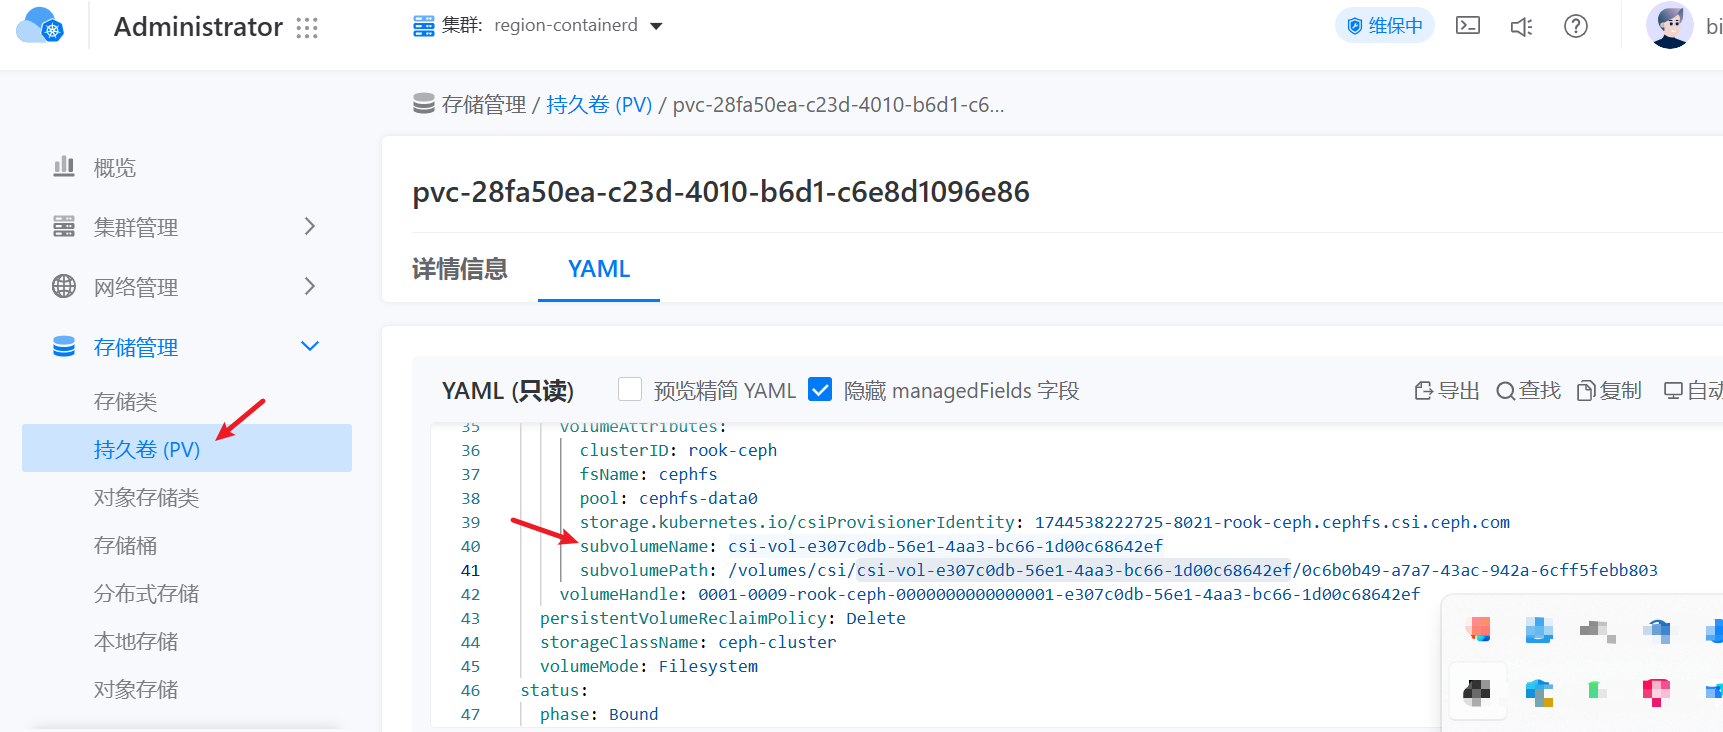 Administrator
集群: region-containerd
维保中
bi
存储管理 / 持久卷 (PV) / pvc-28fa50ea-c23d-4010-b6d1-c6...
概览
集群管理
网络管理
存储管理
存储类
持久卷 (PV)
对象存储类
存储桶
分布式存储
本地存储
对象存储
pvc-28fa50ea-c23d-4010-b6d1-c6e8d1096e86
详情信息 YAML
YAML (只读) 预览精简 YAML 隐藏 managedFields 字段 导出 查找 复制 自动
35 volumeAttributes:
36 clusterID: rook-ceph
37 fsName: cephfs
38 pool: cephfs-data0
39 storage.kubernetes.io/csiProvisionerIdentity: 1744538222725-8021-rook-ceph.cephfs.csi.ceph.com
40 subvolumeName: csi-vol-e307c0db-56e1-4aa3-bc66-1d00c68642ef
41 subvolumePath: /volumes/csi/csi-vol-e307c0db-56e1-4aa3-bc66-1d00c68642ef/0c6b0b49-a7a7-43ac-942a-6cff5febb803
42 volumeHandle: 0001-0009-rook-ceph-0000000000000001-e307c0db-56e1-4aa3-bc66-1d00c68642ef
43 persistentVolumeReclaimPolicy: Delete
44 storageClassName: ceph-cluster
45 volumeMode: Filesystem
46 status:
47 phase: Bound